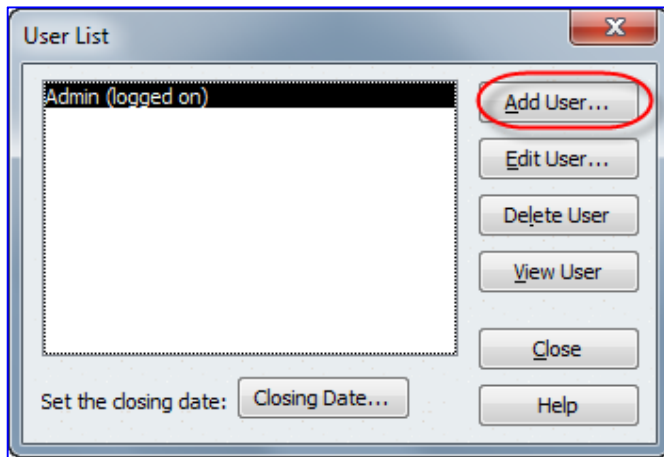 User List
X
Admin (logged on)
Add User...
Edit User...
Delete User
View User
Close
Set the closing date:
Closing Date...
Help